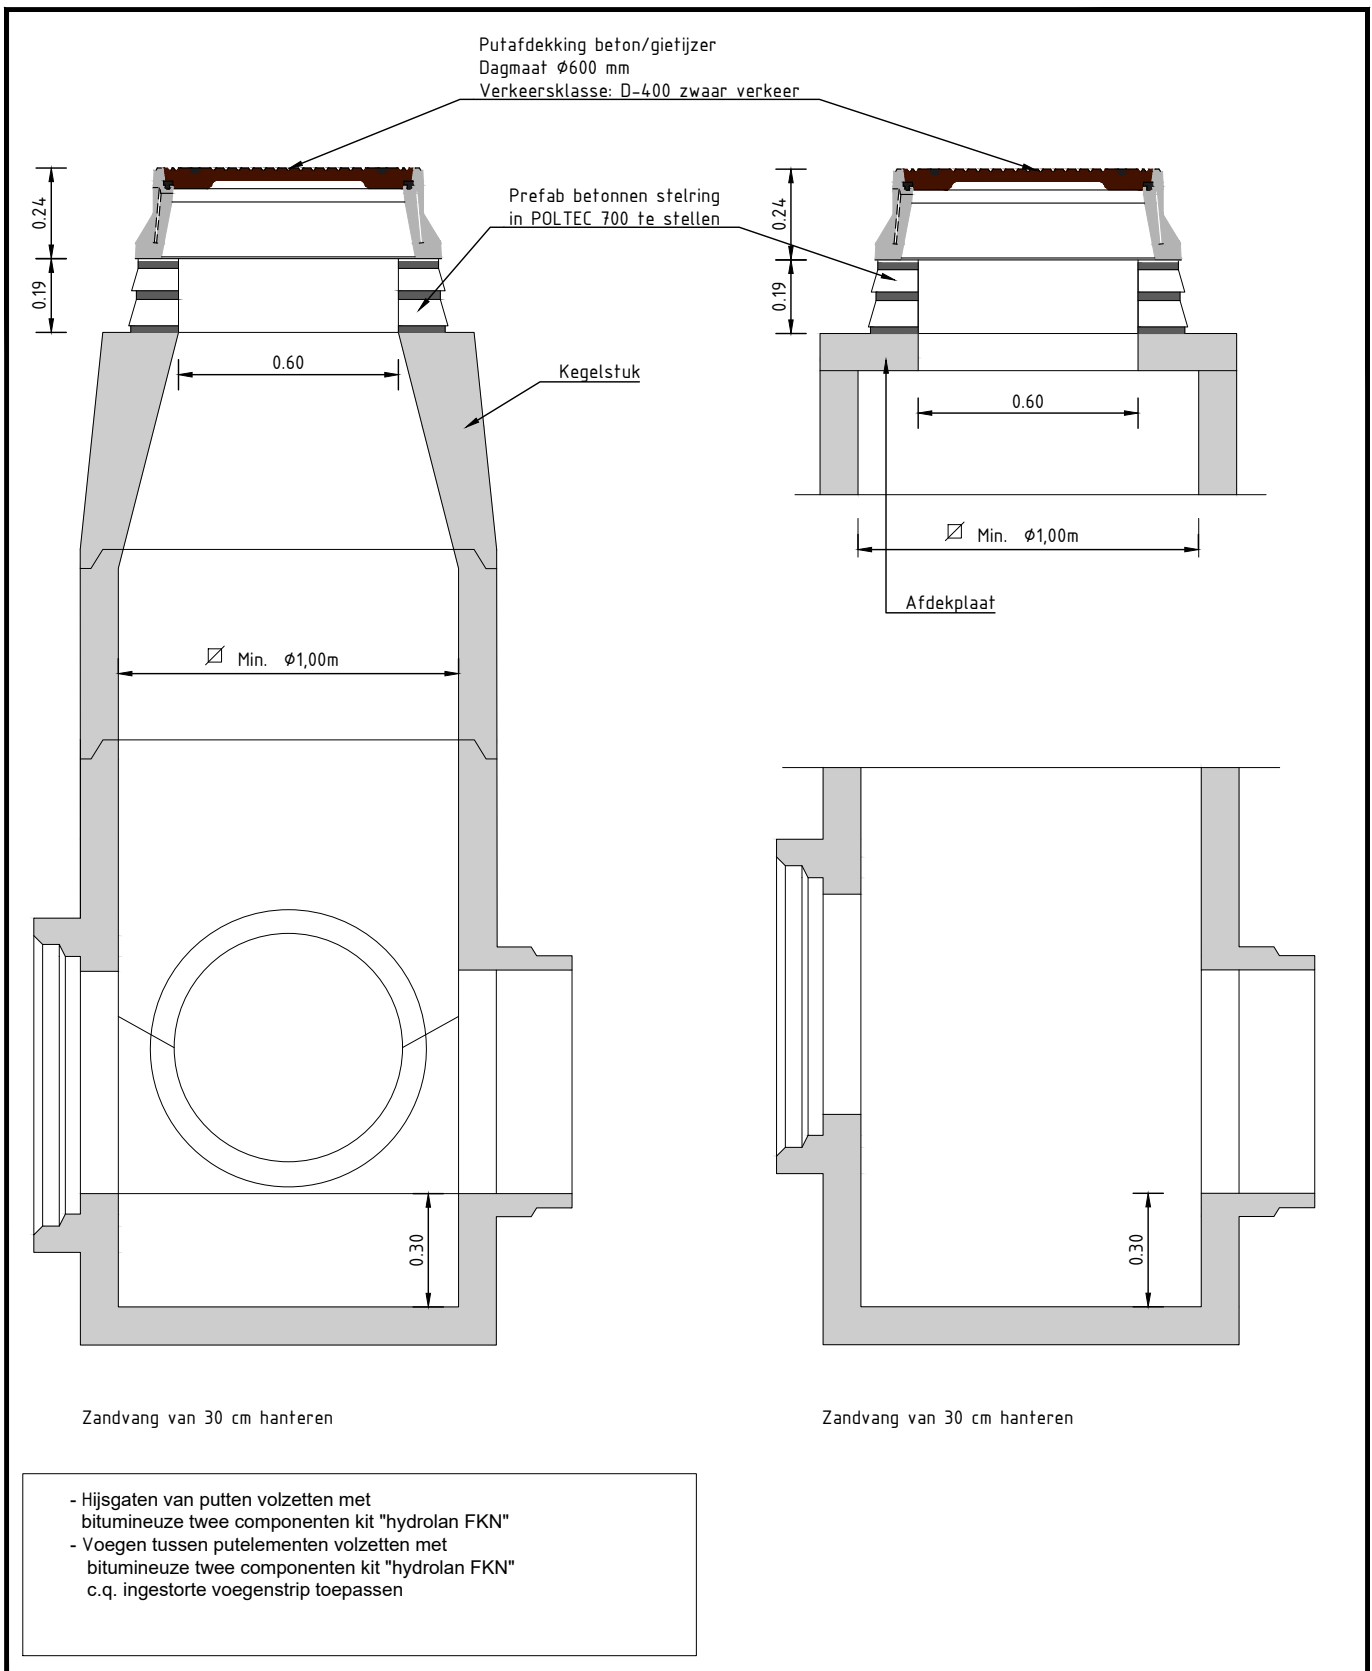 Putafdekking beton/gietijzer
Dagmaat Ø600 mm
Verkeersklasse: D-400 zwaar verkeer
0.24
0.19
Prefab betonnen stelring
in POLTEC 700 te stellen
0.24
0.19
0.60
Kegelstuk
0.60
Min. Ø1,00m
Afdekplaat
Min. Ø1,00m
0.30
0.30
Zandvang van 30 cm hanteren
Zandvang van 30 cm hanteren
- Hijsgaten van putten volzetten met
bitumineuze twee componenten kit "hydrolan FKN"
- Voegen tussen putelementen volzetten met
bitumineuze twee componenten kit "hydrolan FKN"
c.q. ingestorte voegenstrip toepassen